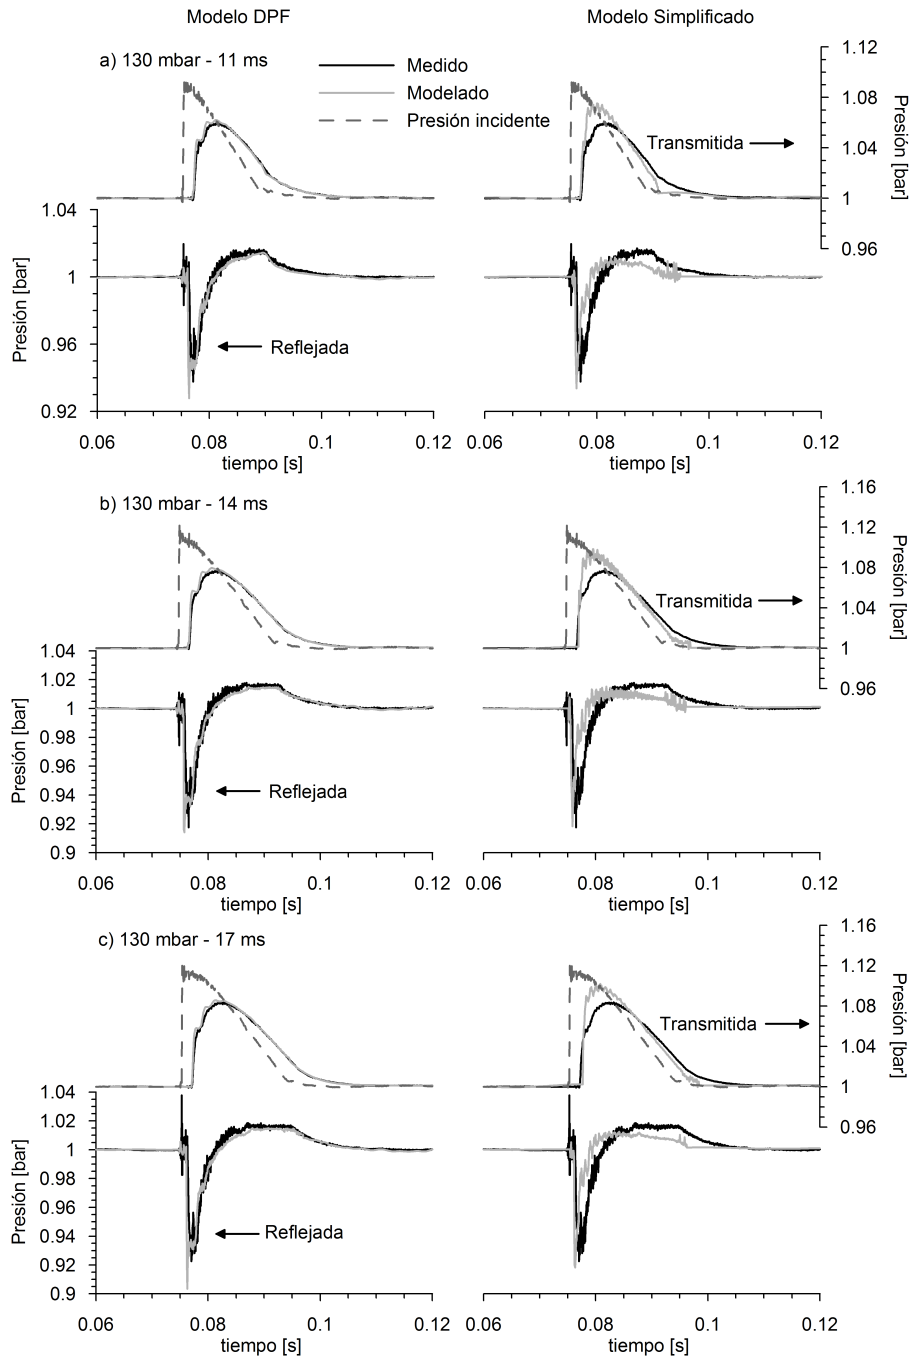 Modelo DPF
Modelo Simplificado
a) 130 mbar - 11 ms
Medido
Modelado
Presión incidente
Transmitida
1.12
1.08
1.04
1
0.96
Presión [bar]
1.04
1
0.96
0.92
Presión [bar]
Reflejada
0.06 0.08 0.1 0.12
tiempo [s]
0.06 0.08 0.1 0.12
tiempo [s]
b) 130 mbar - 14 ms
Transmitida
1.16
1.12
1.08
1.04
1
0.96
Presión [bar]
1.04
1.02
1
0.98
0.96
0.94
0.92
0.9
Presión [bar]
Reflejada
0.06 0.08 0.1 0.12
tiempo [s]
0.06 0.08 0.1 0.12
tiempo [s]
c) 130 mbar - 17 ms
Transmitida
1.16
1.12
1.08
1.04
1
0.96
Presión [bar]
1.04
1.02
1
0.98
0.96
0.94
0.92
0.9
Presión [bar]
Reflejada
0.06 0.08 0.1 0.12
tiempo [s]
0.06 0.08 0.1 0.12
tiempo [s]